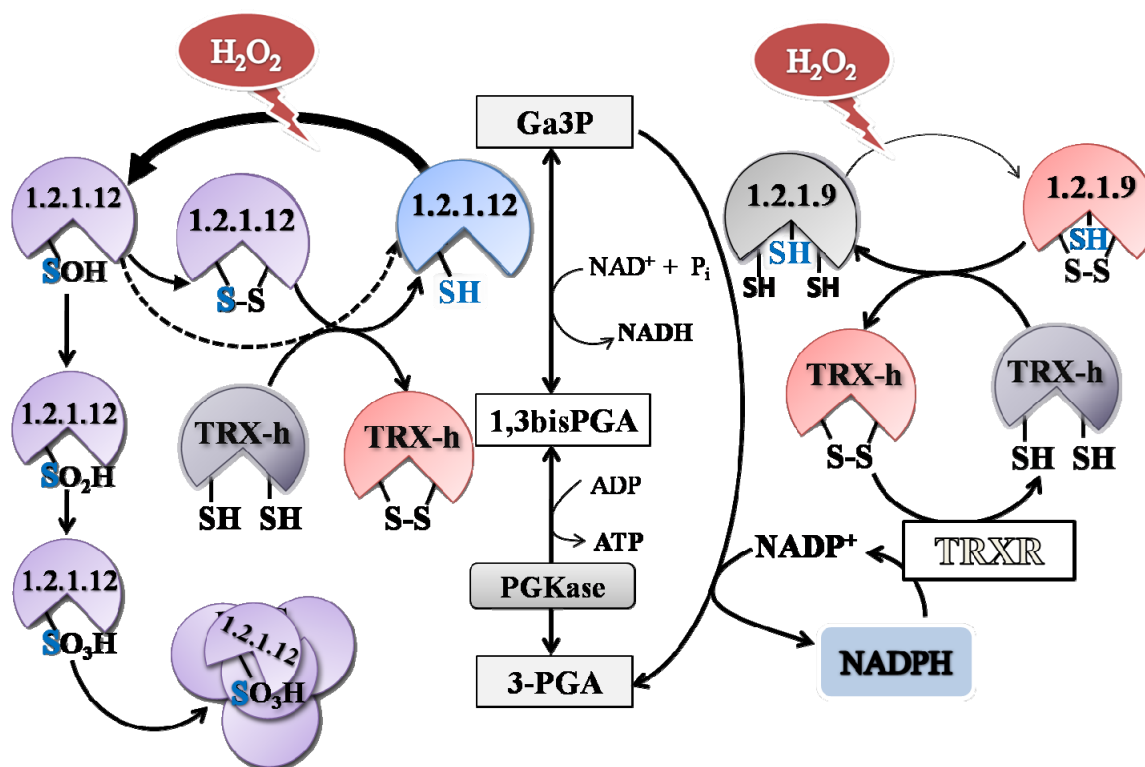 H₂O₂
H₂O₂
Ga3P
1.2.1.12
1.2.1.12
1.2.1.12
1.2.1.9
1.2.1.9
SOH
S-S
SH
NAD⁺ + Pᵢ
SH
SH
SH
SH
S-S
NADH
1.2.1.12
TRX-h
TRX-h
1,3bisPGA
TRX-h
TRX-h
SO₂H
SH
SH
S-S
S-S
SH
SH
ADP
ATP
NADP⁺
TRXR
1.2.1.12
PGKase
SO₃H
1.2.1.12
SO₃H
3-PGA
NADPH